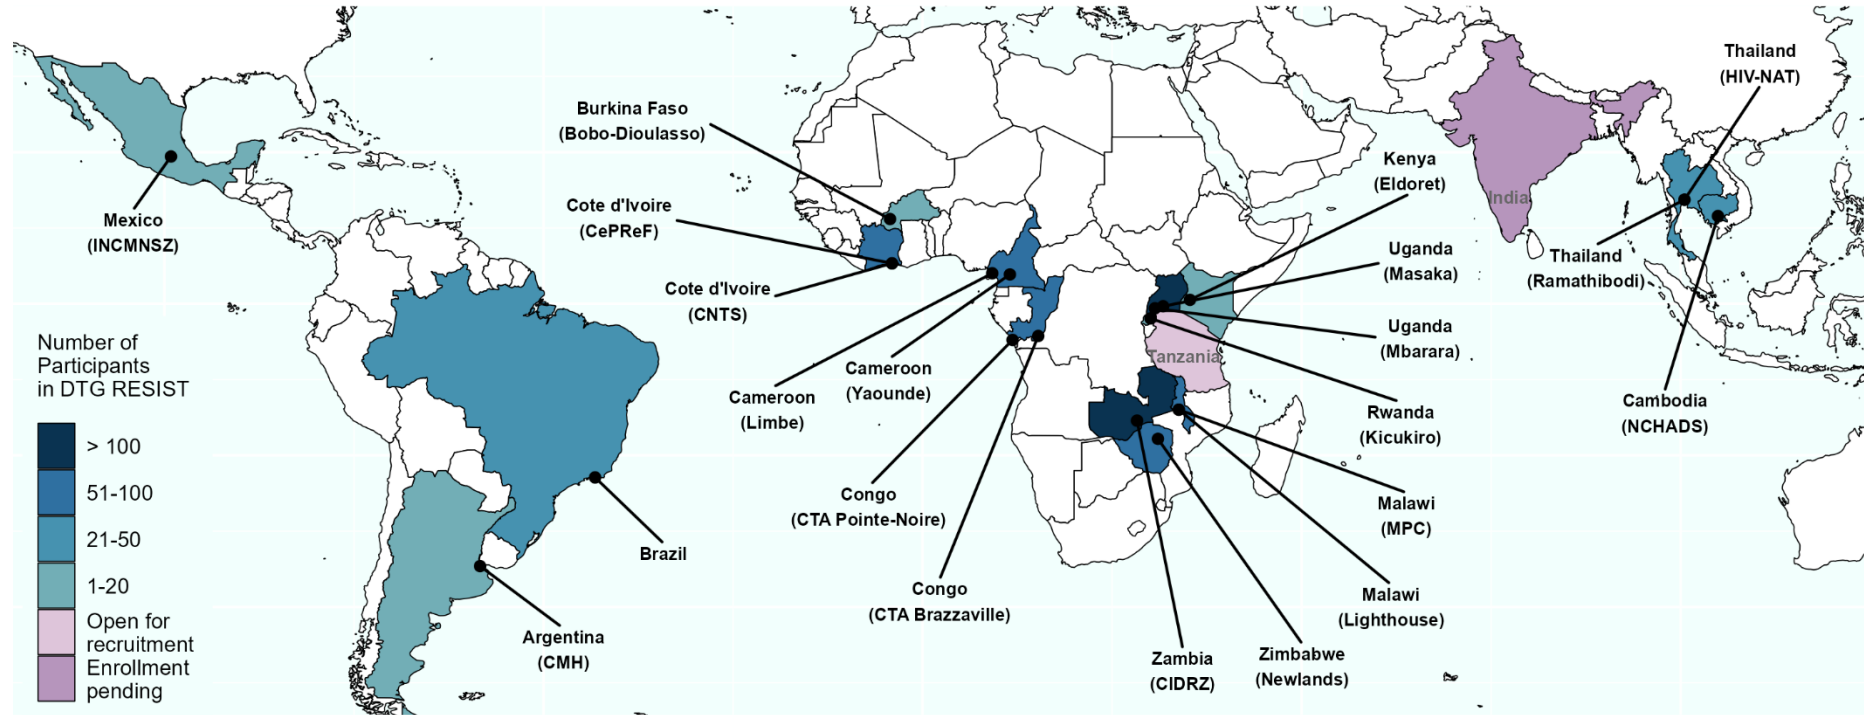 Thailand
(HIV-NAT)
Burkina Faso
(Bobo-Dioulasso)
Kenya
(Eldoret)
India
Cote d'Ivoire
(CePReF)
Mexico
(INCMNSZ)
Uganda
(Masaka)
Thailand
(Ramathibodi)
Cote d'Ivoire
(CNTS)
Uganda
(Mbarara)
Tanzania
Cameroon
(Yaounde)
Cameroon
(Limbe)
Rwanda
(Kicukiro)
Cambodia
(NCHADS)
Number of
Participants
in DTG RESIST
> 100
51-100
21-50
1-20
Open for
recruitment
Enrollment
pending
Congo
(CTA Pointe-Noire)
Malawi
(MPC)
Brazil
Congo
(CTA Brazzaville)
Malawi
(Lighthouse)
Argentina
(CMH)
Zambia
(CIDRZ)
Zimbabwe
(Newlands)